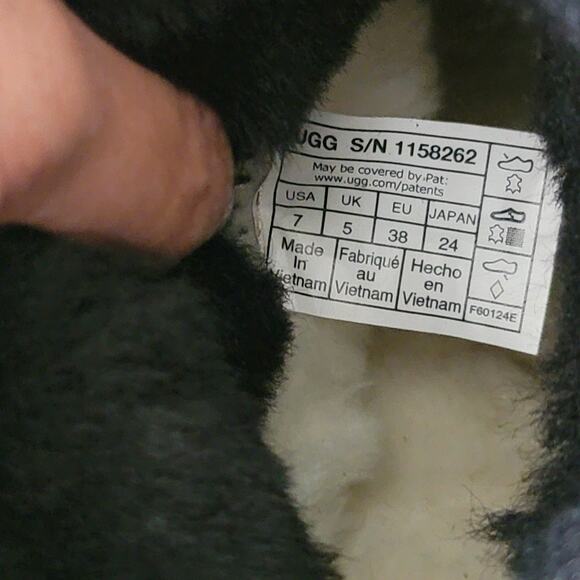 UGG S/N 1158262
May be covered by Pat:
www.ugg.com/patents
USA UK EU JAPAN
7 5 38 24
Made In Vietnam
Fabriqué au Vietnam
Hecho en Vietnam
F60124E